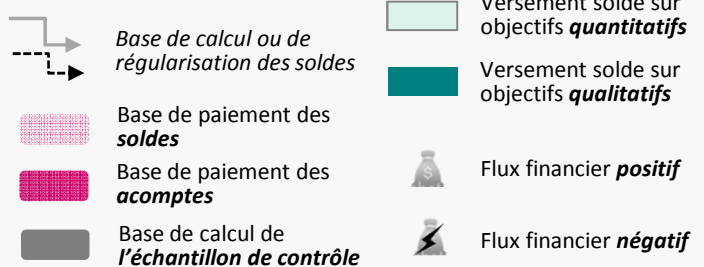 Base de calcul ou de
régularisation des soldes
Base de paiement des
soldes
Base de paiement des
acomptes
Base de calcul de
l'échantillon de contrôle
Versement solde sur
objectifs quantitatifs
Versement solde sur
objectifs qualitatifs
$
Flux financier positif
Flux financier négatif